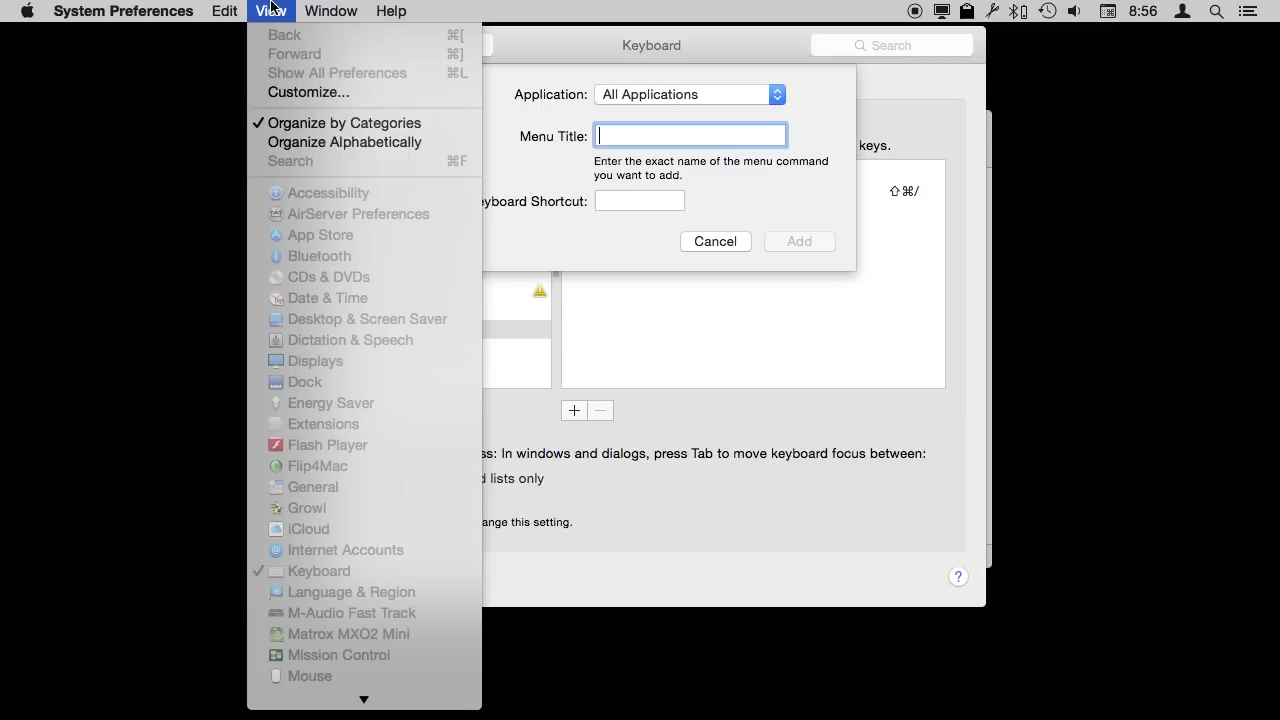 System Preferences Edit View Window Help 8:56
Back ⌘[
Forward ⌘]
Show All Preferences ⌘L
Customize...
✓ Organize by Categories
Organize Alphabetically
Search ⌘F
Accessibility
AirServer Preferences
App Store
Bluetooth
CDs & DVDs
Date & Time
Desktop & Screen Saver
Dictation & Speech
Displays
Dock
Energy Saver
Extensions
Flash Player
Flip4Mac
General
Growl
iCloud
Internet Accounts
✓ Keyboard
Language & Region
M-Audio Fast Track
Matrox MXO2 Mini
Mission Control
Mouse
Keyboard
Search
Application: All Applications
Menu Title:
Enter the exact name of the menu command
you want to add.
eyboard Shortcut:
Cancel Add
keys.
⇧⌘/
+ −
ss: In windows and dialogs, press Tab to move keyboard focus between:
d lists only
ange this setting.
?